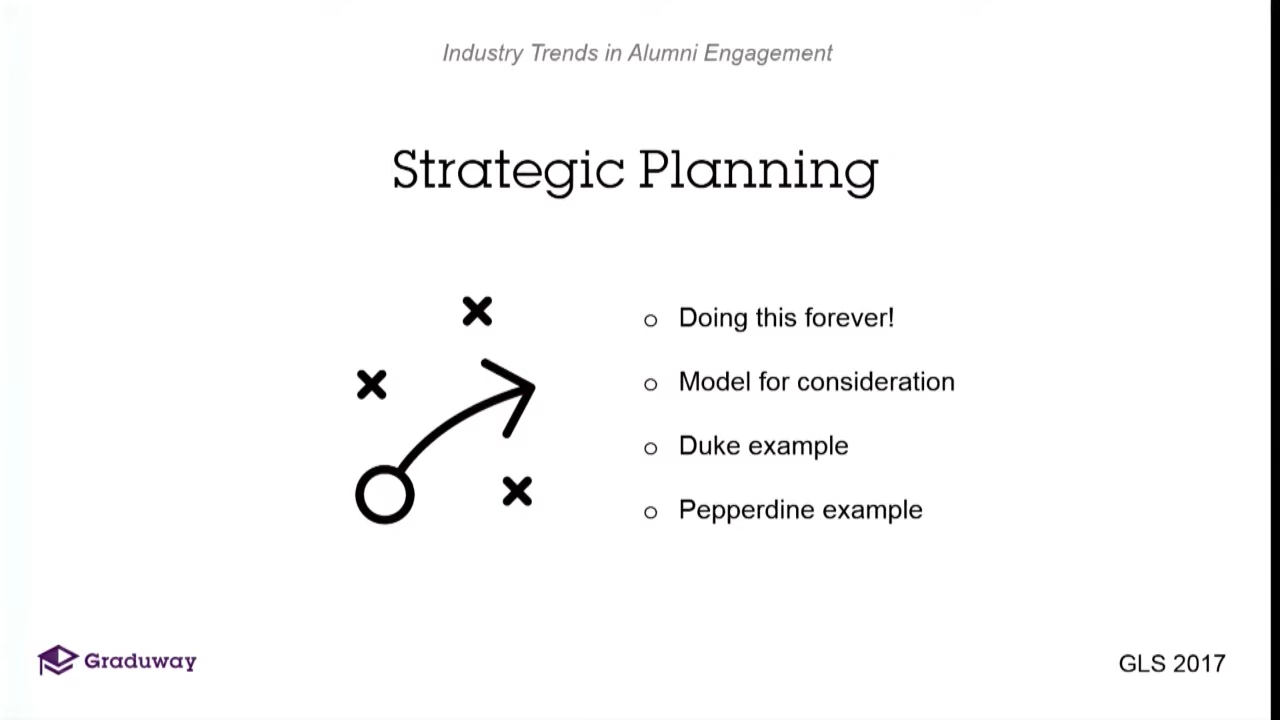 Industry Trends in Alumni Engagement
Strategic Planning
Doing this forever!
Model for consideration
Duke example
Pepperdine example
Graduway
GLS 2017